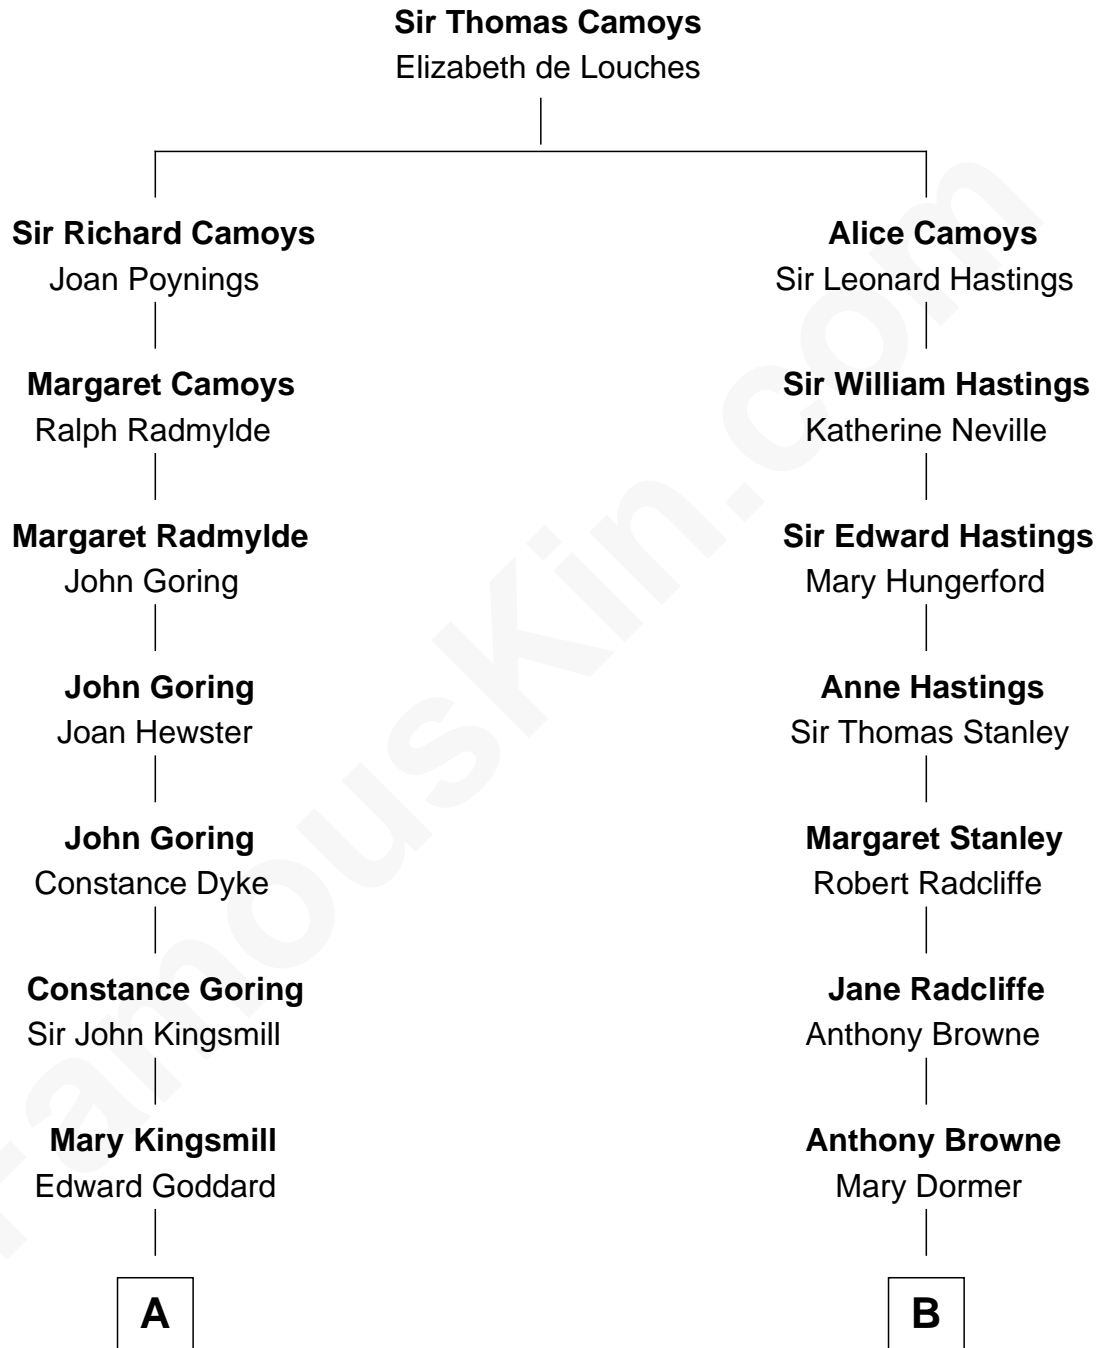 Sir Thomas Camoys
Elizabeth de Louches
Sir Richard Camoys
Joan Poynings
Alice Camoys
Sir Leonard Hastings
Margaret Camoys
Ralph Radmylde
Sir William Hastings
Katherine Neville
Margaret Radmylde
John Goring
Sir Edward Hastings
Mary Hungerford
John Goring
Joan Hewster
Anne Hastings
Sir Thomas Stanley
John Goring
Constance Dyke
Margaret Stanley
Robert Radcliffe
Constance Goring
Sir John Kingsmill
Jane Radcliffe
Anthony Browne
Mary Kingsmill
Edward Goddard
Anthony Browne
Mary Dormer
A
B
FamousKin.com